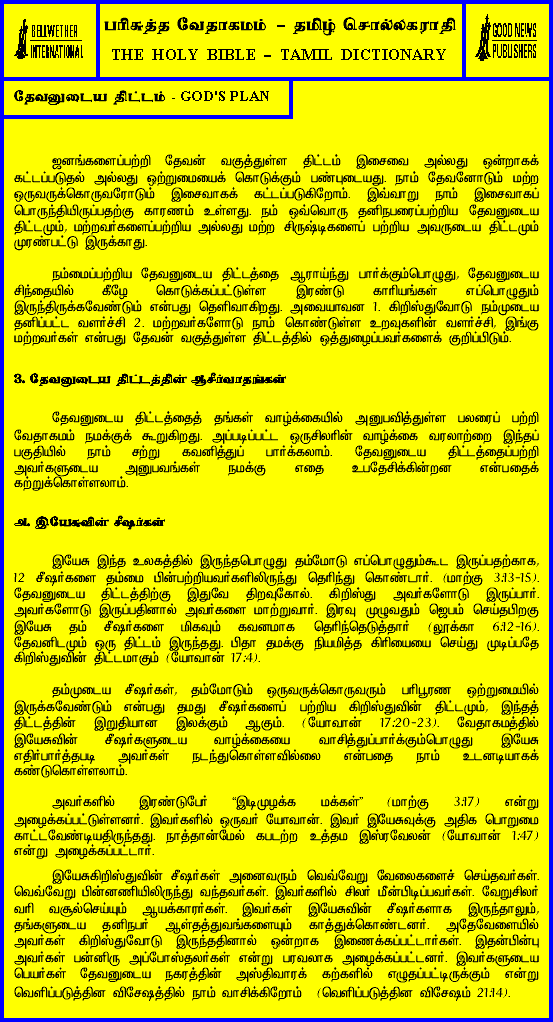 BELLWETHER
INTERNATIONAL
பரிசுத்த வேதாகமம் – தமிழ் சொல்லகராதி
THE HOLY BIBLE – TAMIL DICTIONARY
GOOD NEWS
PUBLISHERS
தேவனுடைய திட்டம் - GOD'S PLAN
ஜனங்களைப்பற்றி தேவன் வகுத்துள்ள திட்டம் இசைவை அல்லது ஒன்றாகக்
கட்டப்படுதல் அல்லது ஒற்றுமையைக் கொடுக்கும் பண்புடையது. நாம் தேவனோடும் மற்ற
ஒருவருக்கொருவரோடும் இசைவாகக் கட்டப்படுகிறோம். இவ்வாறு நாம் இசைவாகப்
பொருந்தியிருப்பதற்கு காரணம் உள்ளது. நம் ஒவ்வொரு தனிநபரைப்பற்றிய தேவனுடைய
திட்டமும், மற்றவர்களைப்பற்றிய அல்லது மற்ற சிருஷ்டிகளைப் பற்றிய அவருடைய திட்டமும்
முரண்பட்டு இருக்காது.
நம்மைப்பற்றிய தேவனுடைய திட்டத்தை ஆராய்ந்து பார்க்கும்பொழுது, தேவனுடைய
சிந்தையில் கீழே கொடுக்கப்பட்டுள்ள இரண்டு காரியங்கள் எப்பொழுதும்
இருந்திருக்கவேண்டும் என்பது தெளிவாகிறது. அவையாவன 1. கிறிஸ்துவோடு நம்முடைய
தனிப்பட்ட வளர்ச்சி 2. மற்றவர்களோடு நாம் கொண்டுள்ள உறவுகளின் வளர்ச்சி, இங்கு
மற்றவர்கள் என்பது தேவன் வகுத்துள்ள திட்டத்தில் ஒத்துழைப்பவர்களைக் குறிப்பிடும்.
3. தேவனுடைய திட்டத்தின் ஆசீர்வாதங்கள்
தேவனுடைய திட்டத்தைத் தங்கள் வாழ்க்கையில் அனுபவித்துள்ள பலரைப் பற்றி
வேதாகமம் நமக்குக் கூறுகிறது. அப்படிப்பட்ட ஒருசிலரின் வாழ்க்கை வரலாற்றை இந்தப்
பகுதியில் நாம் சற்று கவனித்துப் பார்க்கலாம். தேவனுடைய திட்டத்தைப்பற்றி
அவர்களுடைய அனுபவங்கள் நமக்கு எதை உபதேசிக்கின்றன என்பதைக்
கற்றுக்கொள்ளலாம்.
அ. இயேசுவின் சீஷர்கள்
இயேசு இந்த உலகத்தில் இருந்தபொழுது தம்மோடு எப்பொழுதும்கூட இருப்பதற்காக,
12 சீஷர்களை தம்மை பின்பற்றியவர்களிலிருந்து தெரிந்து கொண்டார். (மாற்கு 3:13-15).
தேவனுடைய திட்டத்திற்கு இதுவே திறவுகோல். கிறிஸ்து அவர்களோடு இருப்பார்.
அவர்களோடு இருப்பதினால் அவர்களை மாற்றுவார். இரவு முழுவதும் ஜெபம் செய்தபிறகு
இயேசு தம் சீஷர்களை மிகவும் கவனமாக தெரிந்தெடுத்தார் (லூக்கா 6:12-16).
தேவனிடமும் ஒரு திட்டம் இருந்தது. பிதா தமக்கு நியமித்த கிரியையை செய்து முடிப்பதே
கிறிஸ்துவின் திட்டமாகும் (யோவான் 17:4).
தம்முடைய சீஷர்கள், தம்மோடும் ஒருவருக்கொருவரும் பரிபூரண ஒற்றுமையில்
இருக்கவேண்டும் என்பது தமது சீஷர்களைப் பற்றிய கிறிஸ்துவின் திட்டமும், இந்தத்
திட்டத்தின் இறுதியான இலக்கும் ஆகும். (யோவான் 17:20-23). வேதாகமத்தில்
இயேசுவின் சீஷர்களுடைய வாழ்க்கையை வாசித்துப்பார்க்கும்பொழுது இயேசு
எதிர்பார்த்தபடி அவர்கள் நடந்துகொள்ளவில்லை என்பதை நாம் உடனடியாகக்
கண்டுகொள்ளலாம்.
அவர்களில் இரண்டுபேர் “இடிமுழக்க மக்கள்” (மாற்கு 3:17) என்று
அழைக்கப்பட்டுள்ளனர். இவர்களில் ஒருவர் யோவான். இவர் இயேசுவுக்கு அதிக பொறுமை
காட்டவேண்டியதிருந்தது. நாத்தான்மேல் கபடற்ற உத்தம இஸ்ரவேலன் (யோவான் 1:47)
என்று அழைக்கப்பட்டார்.
இயேசுகிறிஸ்துவின் சீஷர்கள் அனைவரும் வெவ்வேறு வேலைகளைச் செய்தவர்கள்.
வெவ்வேறு பின்னணியிலிருந்து வந்தவர்கள். இவர்களில் சிலர் மீன்பிடிப்பவர்கள். வேறுசிலர்
வரி வசூல்செய்யும் ஆயக்காரர்கள். இவர்கள் இயேசுவின் சீஷர்களாக இருந்தாலும்,
தங்களுடைய தனிநபர் ஆள்தத்துவங்களையும் காத்துக்கொண்டனர். அதேவேளையில்
அவர்கள் கிறிஸ்துவோடு இருந்ததினால் ஒன்றாக இணைக்கப்பட்டார்கள். இதன்பின்பு
அவர்கள் பன்னிரு அப்போஸ்தலர்கள் என்று பரவலாக அழைக்கப்பட்டனர். இவர்களுடைய
பெயர்கள் தேவனுடைய நகரத்தின் அஸ்திவாரக் கற்களில் எழுதப்பட்டிருக்கும் என்று
வெளிப்படுத்தின விசேஷத்தில் நாம் வாசிக்கிறோம் (வெளிப்படுத்தின விசேஷம் 21:14).